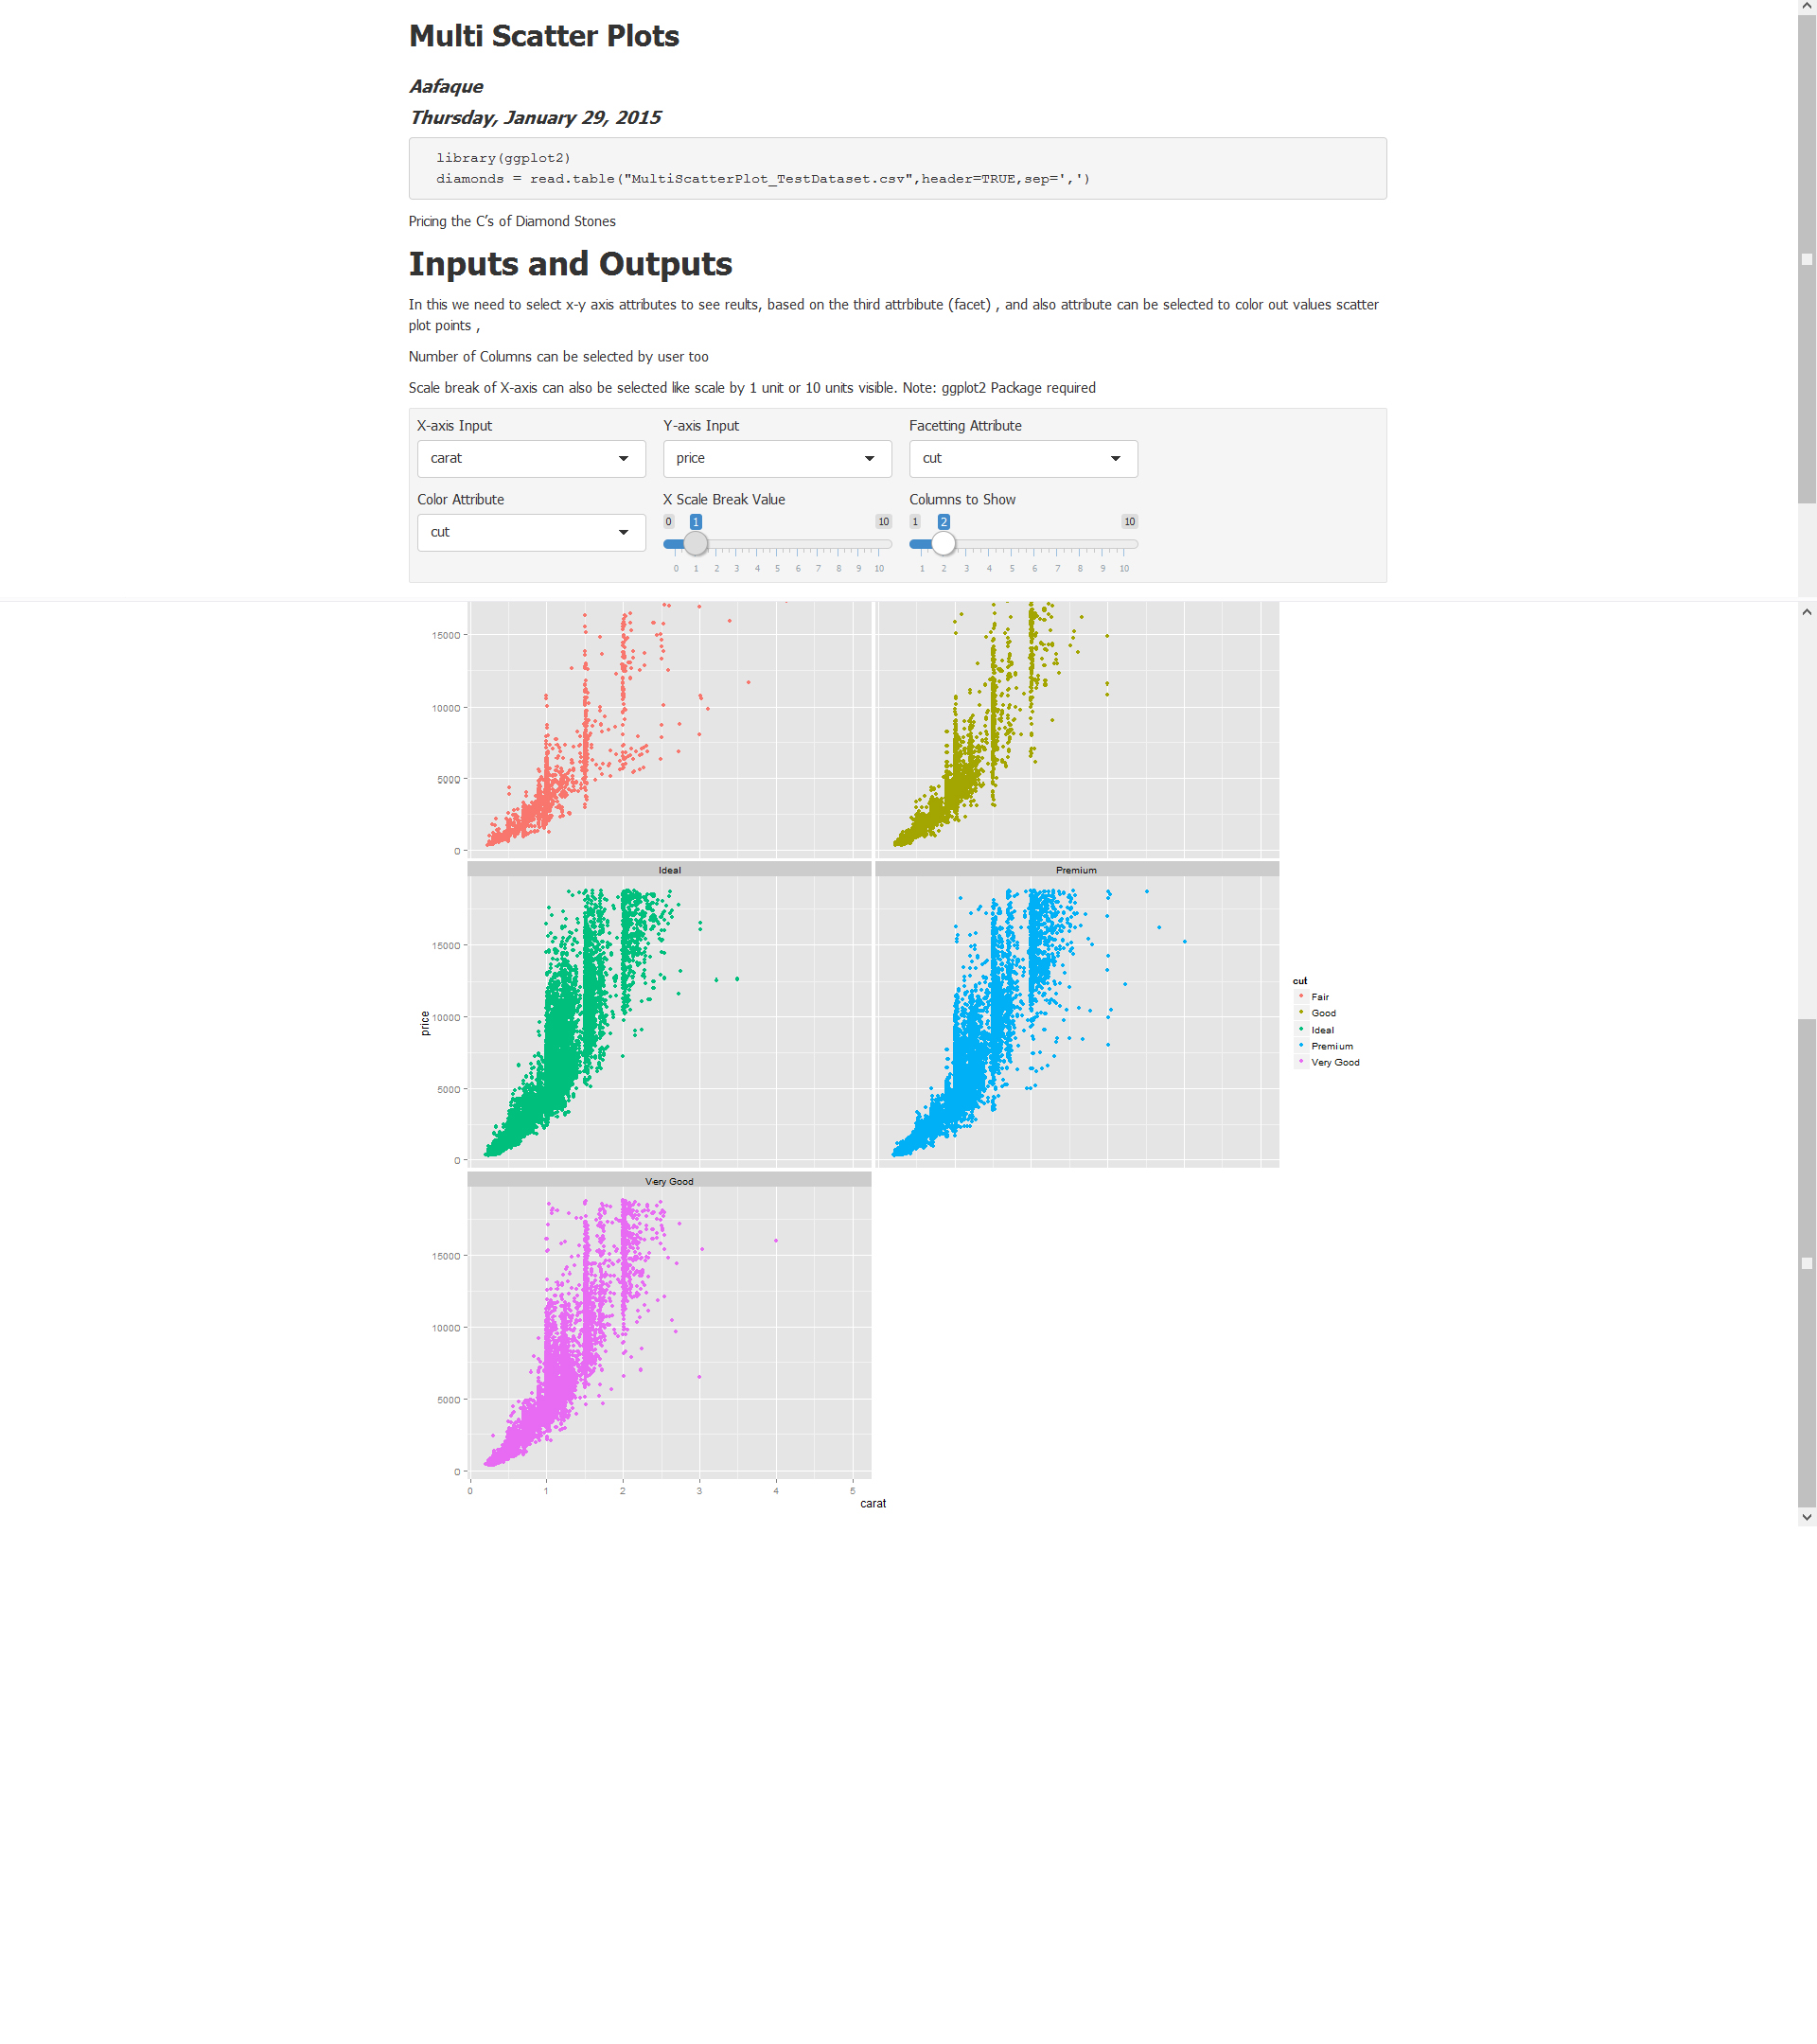 Multi Scatter Plots
Aafaque
Thursday, January 29, 2015
library(ggplot2)
diamonds = read.table("MultiScatterPlot_TestDataset.csv",header=TRUE,sep=',')
Pricing the C's of Diamond Stones
Inputs and Outputs
In this we need to select x-y axis attributes to see reults, based on the third attrbibute (facet) , and also attribute can be selected to color out values scatter
plot points ,
Number of Columns can be selected by user too
Scale break of X-axis can also be selected like scale by 1 unit or 10 units visible. Note: ggplot2 Package required
X-axis Input Y-axis Input Facetting Attribute
carat price cut
Color Attribute X Scale Break Value Columns to Show
cut
0 1 10 1 2 10
0 1 2 3 4 5 6 7 8 9 10 1 2 3 4 5 6 7 8 9 10
15000
10000
5000
0
Ideal Premium
15000
10000
5000
0
price
cut
Fair
Good
Ideal
Premium
Very Good
Very Good
15000
10000
5000
0
0 1 2 3 4 5
carat